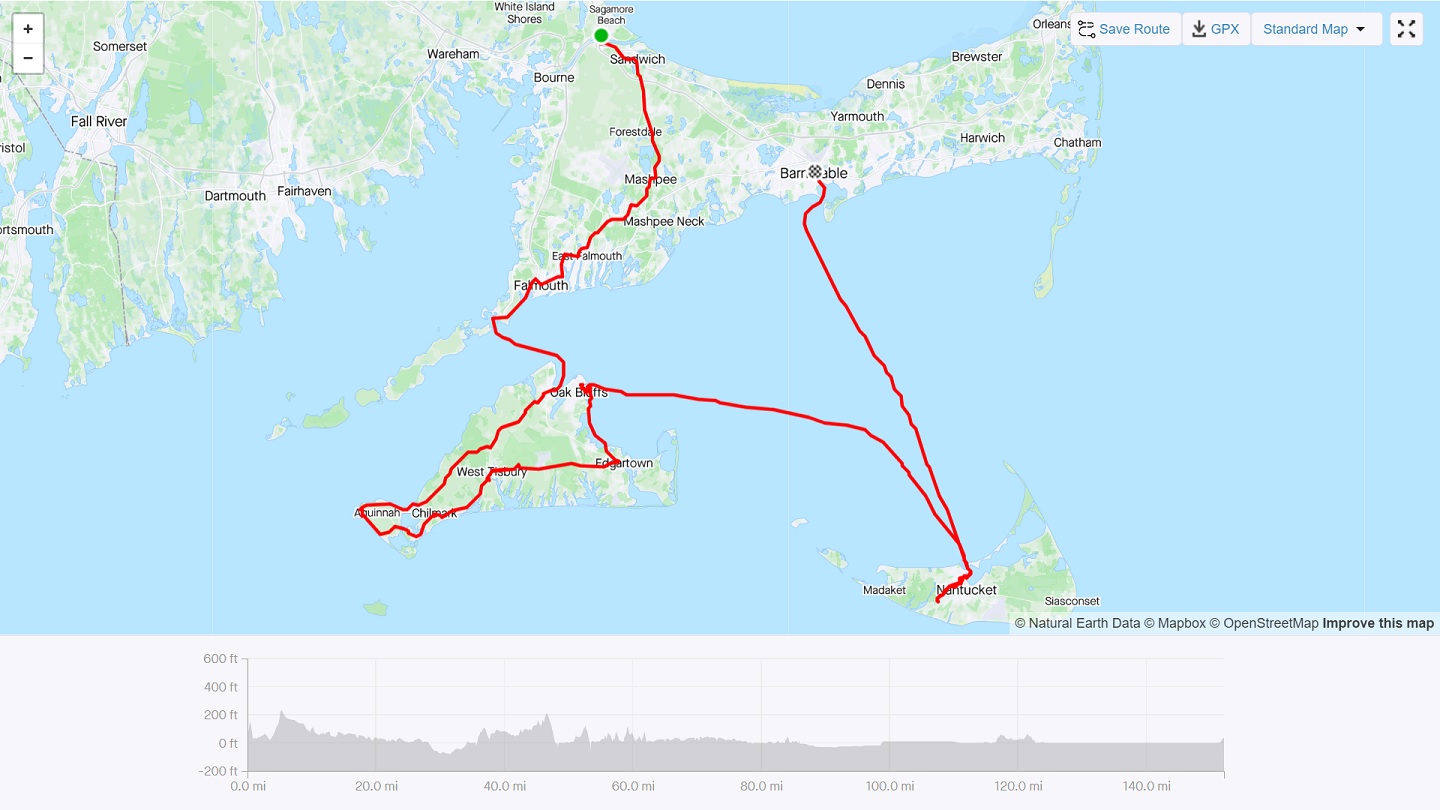 +
−
White Island
Shores
Sagamore
Beach
Orleans
Save Route
GPX
Standard Map
Somerset
Wareham
Sandwich
Brewster
Bourne
Dennis
Fall River
Yarmouth
Forestdale
Harwich
Chatham
ristol
Mashpee
Dartmouth
Fairhaven
Mashpee Neck
ortsmouth
East Falmouth
Falmouth
Oak Bluffs
Edgartown
West Tisbury
Aquinnah
Chilmark
Madaket
Nantucket
Siasconset
© Natural Earth Data © Mapbox © OpenStreetMap Improve this map
600 ft
400 ft
200 ft
0 ft
-200 ft
0.0 mi 20.0 mi 40.0 mi 60.0 mi 80.0 mi 100.0 mi 120.0 mi 140.0 mi